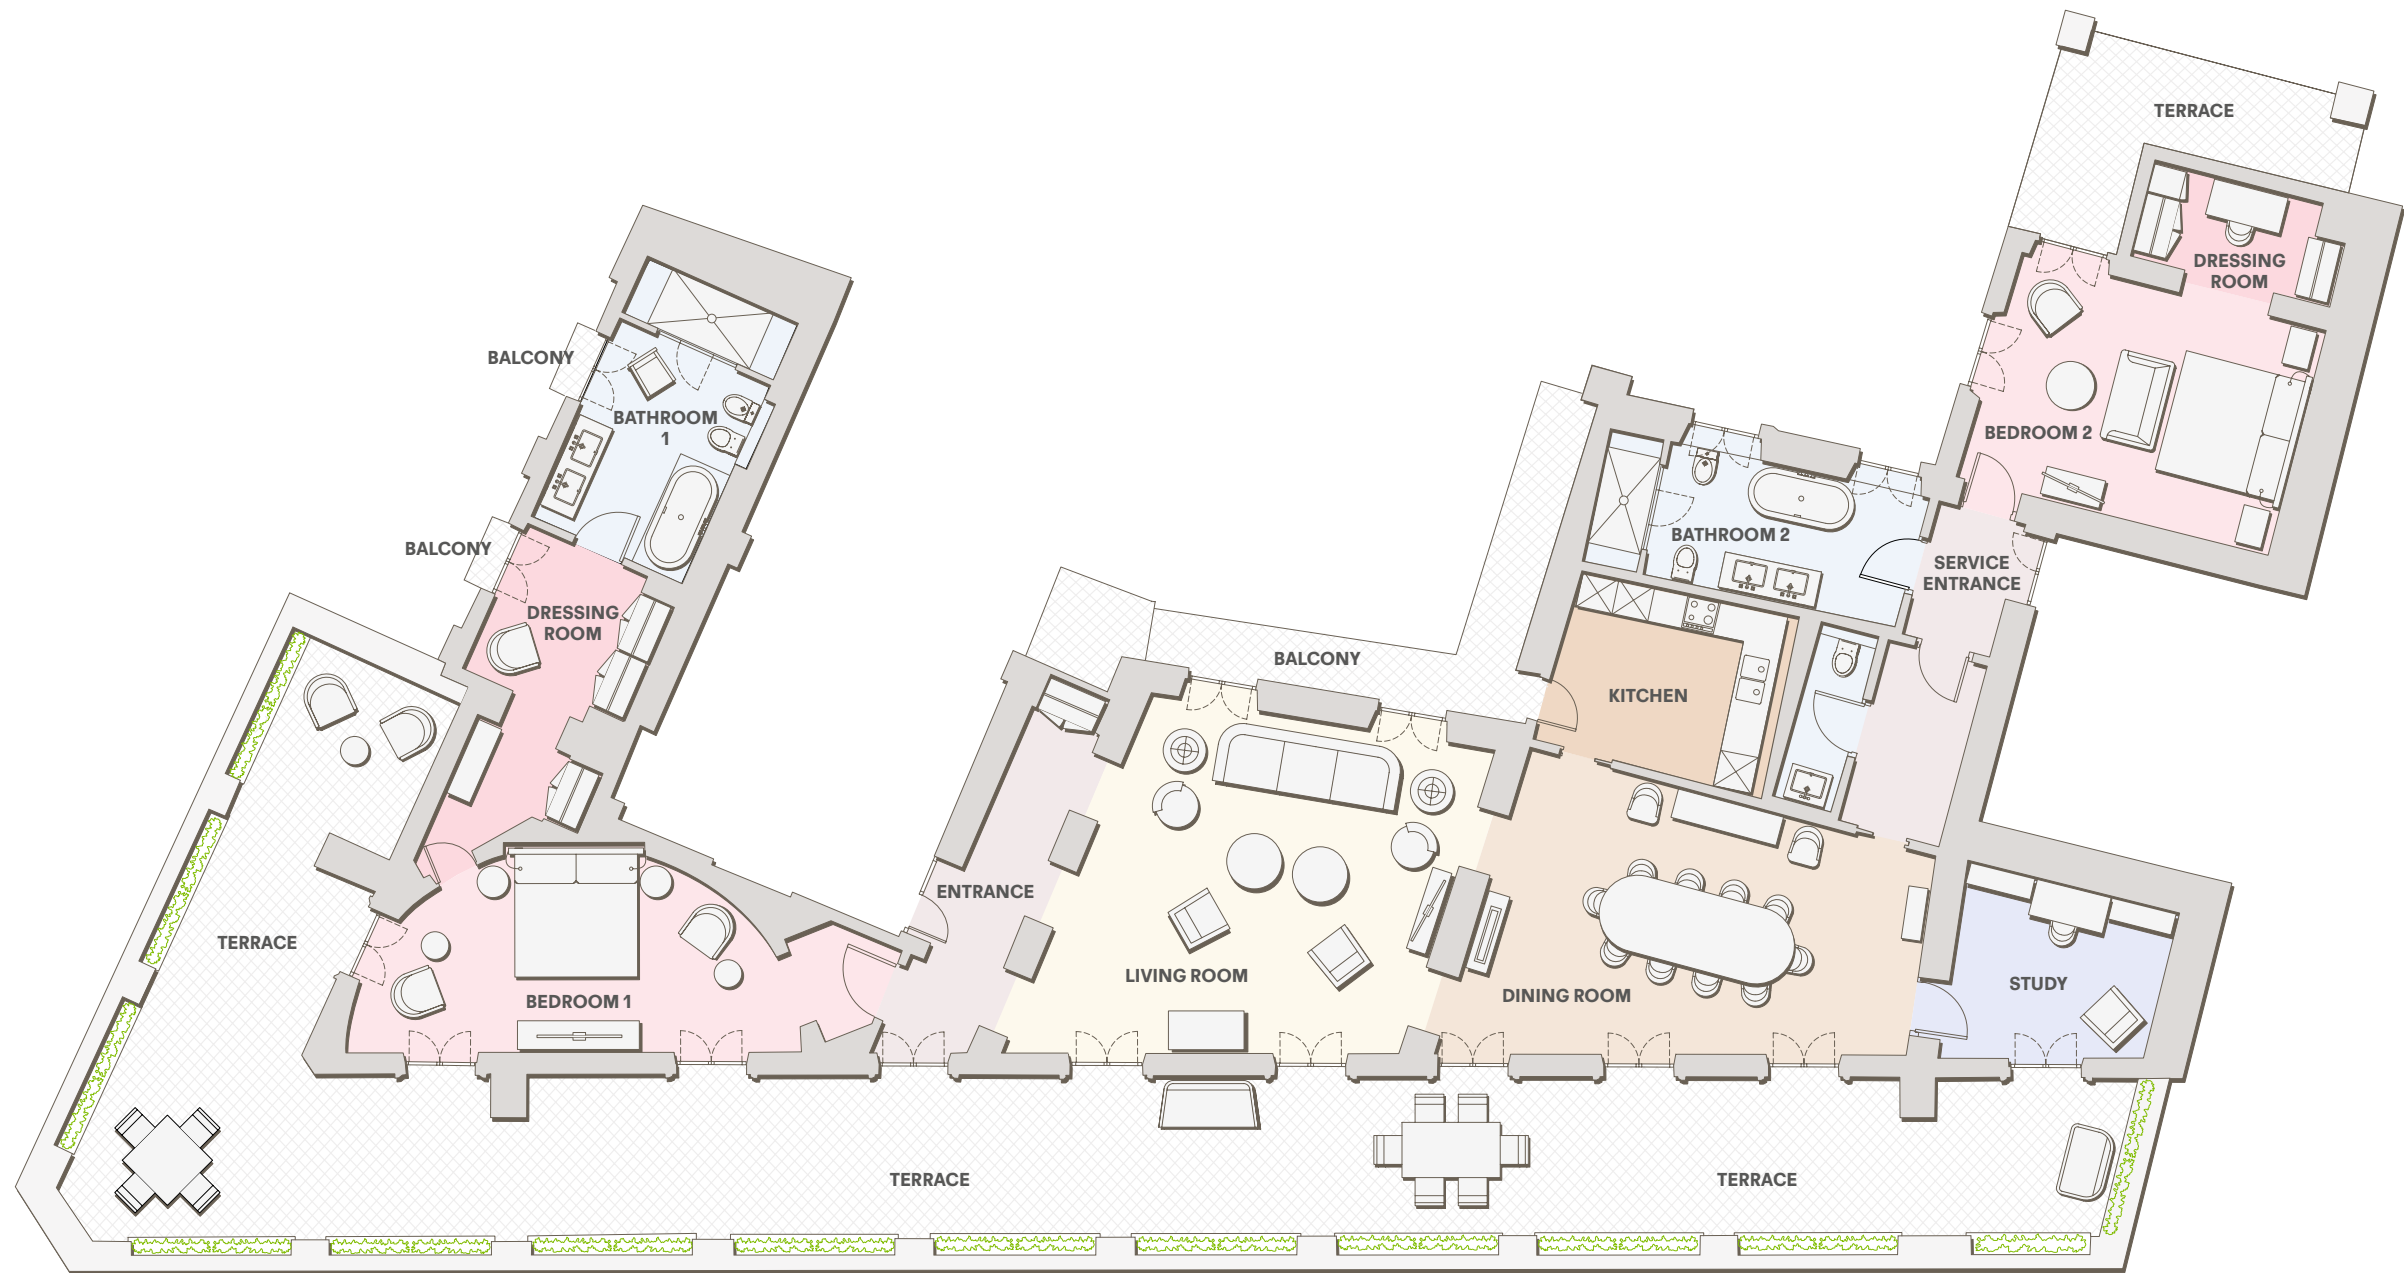 TERRACE
DRESSING
ROOM
BALCONY
BATHROOM
1
BEDROOM 2
BATHROOM 2
BALCONY
SERVICE
ENTRANCE
DRESSING
ROOM
BALCONY
KITCHEN
ENTRANCE
TERRACE
LIVING ROOM
STUDY
DINING ROOM
BEDROOM 1
TERRACE
TERRACE